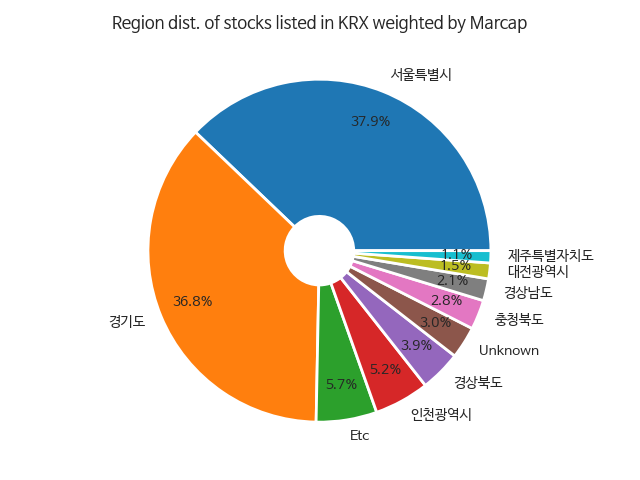 Region dist. of stocks listed in KRX weighted by Marcap
서울특별시
37.9%
경기도
36.8%
Etc
5.7%
인천광역시
5.2%
경상북도
3.9%
Unknown
3.0%
충청북도
2.8%
경상남도
2.1%
대전광역시
1.5%
제주특별자치도
1.1%